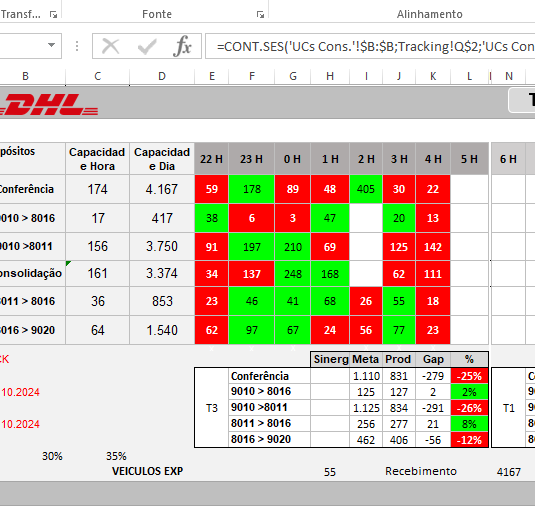 Transf...
Fonte
Alinhamento
=CONT.SES('UCs Cons.'!$B:$B;Tracking!Q$2;'UCs Con
B C D E F G H I J K L N
DHL
T
pósitos Capacidad e Hora Capacidad e Dia 22 H 23 H 0 H 1 H 2 H 3 H 4 H 5 H 6 H
Conferência 174 4.167 59 178 89 48 405 30 22
9010 > 8016 17 417 38 6 3 47 20 13
9010 >8011 156 3.750 91 197 210 69 125 142
onsolidação 161 3.374 34 137 248 168 62 111
8011 > 8016 36 853 23 46 41 68 26 55 18
8016 > 9020 64 1.540 62 97 67 24 56 77 23
CK
Sinerg Meta Prod Gap %
Conferência 1.110 831 -279 -25%
10.2024 9010 > 8016 125 127 2 2%
T3 9010 >8011 1.125 834 -291 -26% T1
10.2024 8011 > 8016 256 277 21 8%
8016 > 9020 462 406 -56 -12%
30% 35%
VEICULOS EXP 55 Recebimento 4167